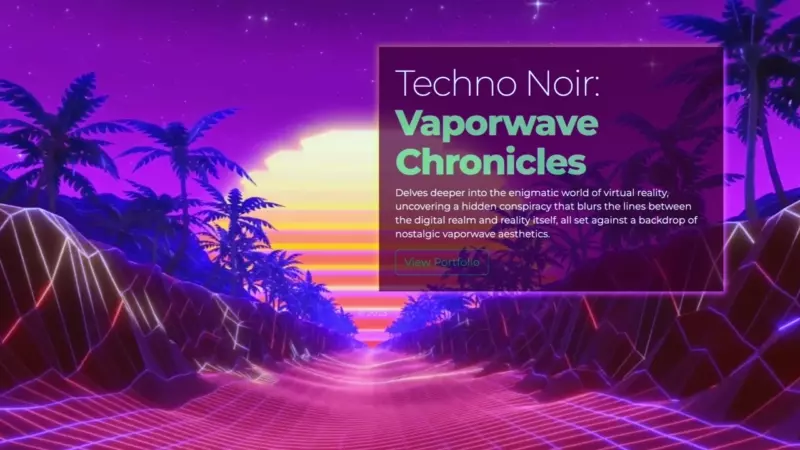 Techno Noir:
Vaporwave
Chronicles
Delves deeper into the enigmatic world of virtual reality,
uncovering a hidden conspiracy that blurs the lines between
the digital realm and reality itself, all set against a backdrop of
nostalgic vaporwave aesthetics.
View Portfolio